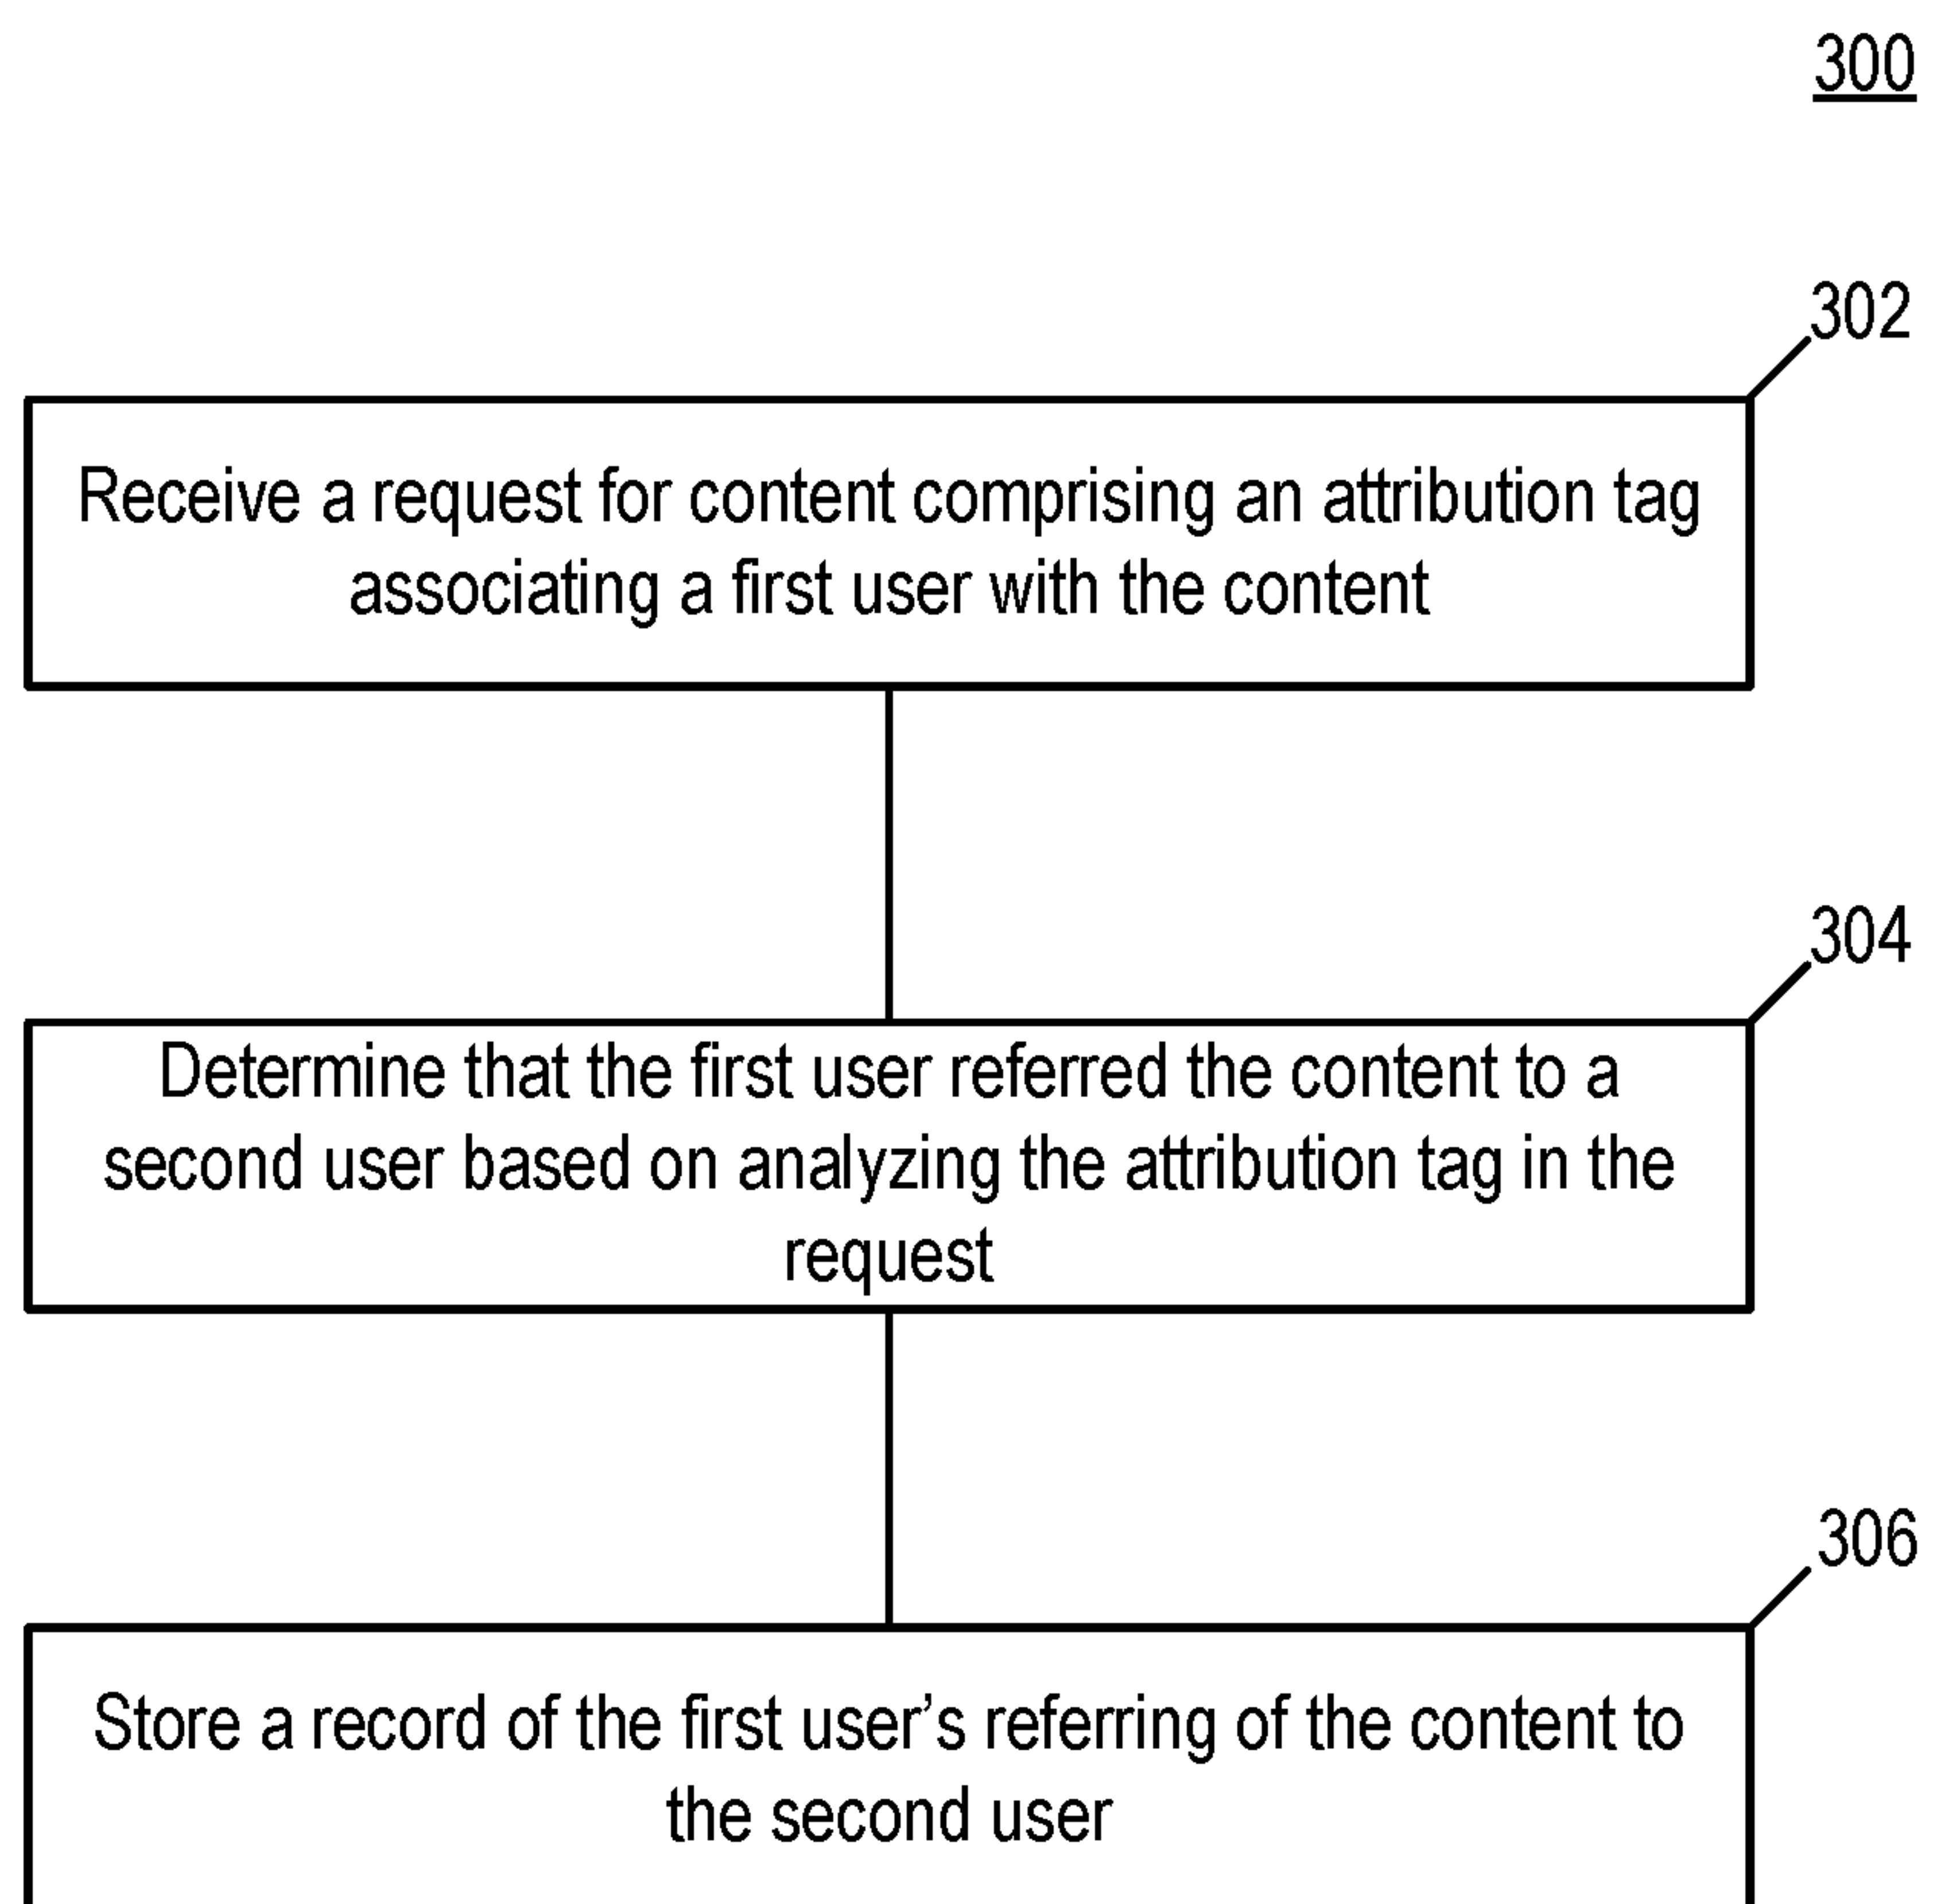 300
302
Receive a request for content comprising an attribution tag
associating a first user with the content
304
Determine that the first user referred the content to a
second user based on analyzing the attribution tag in the
request
306
Store a record of the first user’s referring of the content to
the second user